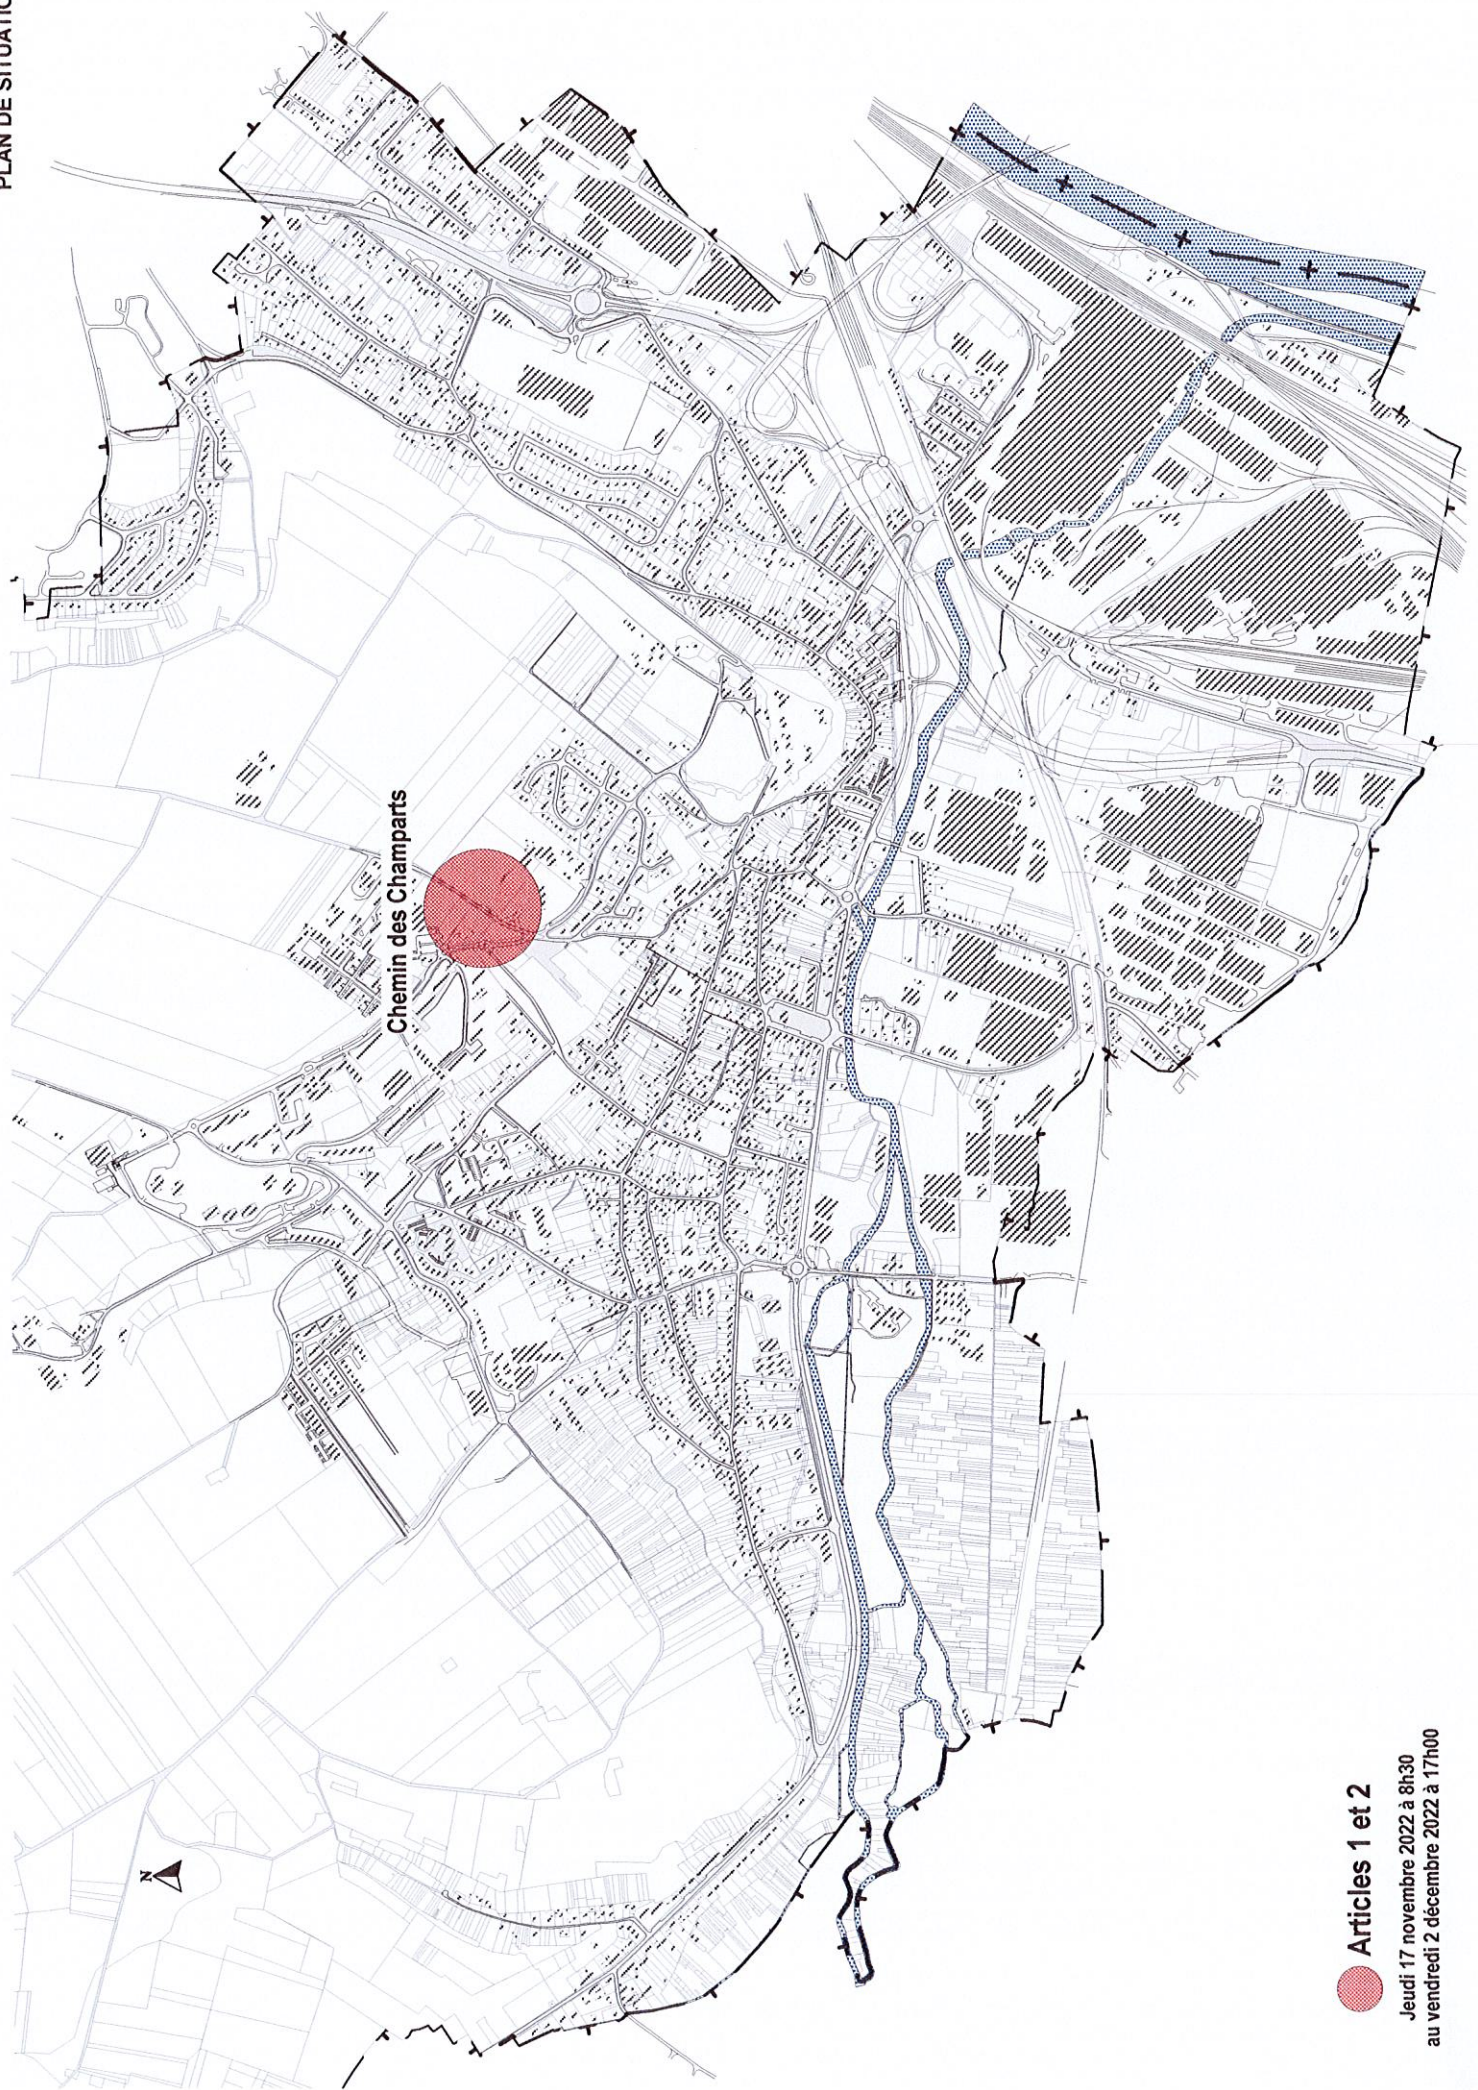 PLAN DE SITUATIO
Chemin des Champarts
N
Articles 1 et 2
Jeudi 17 novembre 2022 à 8h30
au vendredi 2 décembre 2022 à 17h00